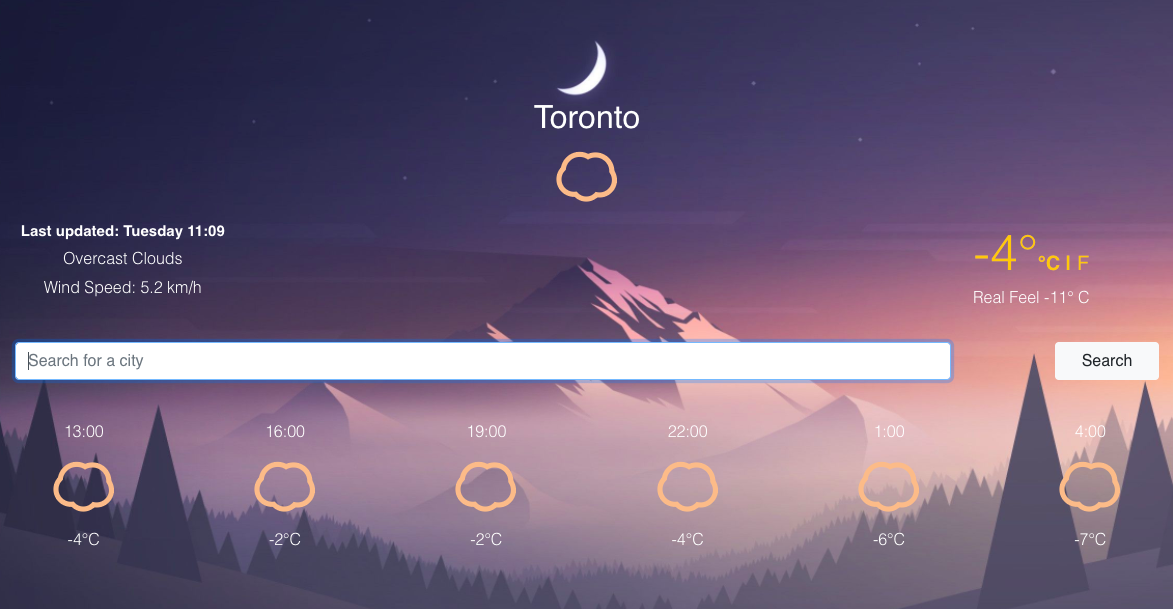 Toronto
Last updated: Tuesday 11:09
Overcast Clouds
Wind Speed: 5.2 km/h
-4° °C | F
Real Feel -11° C
Search for a city
Search
13:00 16:00 19:00 22:00 1:00 4:00
-4°C -2°C -2°C -4°C -6°C -7°C